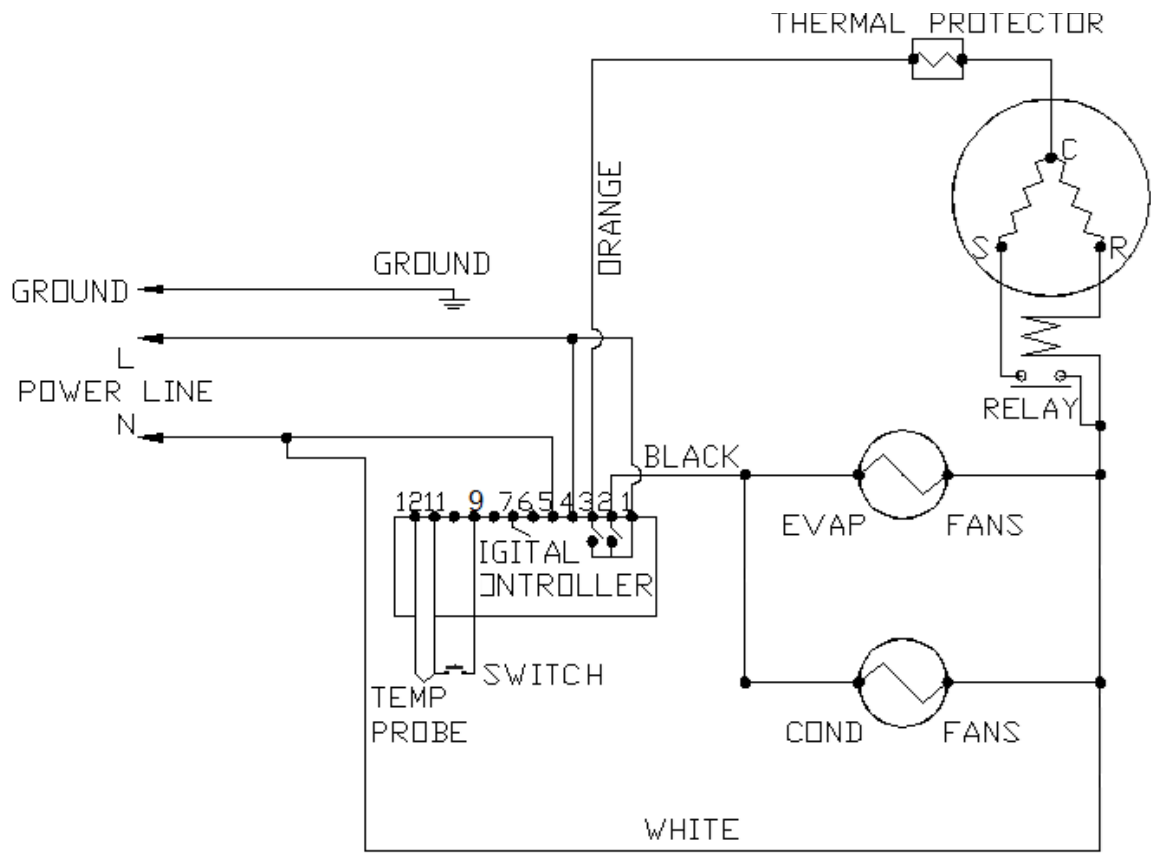 THERMAL PROTECTOR
C
ORANGE
S
R
GROUND
GROUND
L
POWER LINE
N
RELAY
BLACK
12 11 9 7 6 5 4 3 2 1
EVAP FANS
IGITAL
ONTROLLER
SWITCH
TEMP
PROBE
COND FANS
WHITE